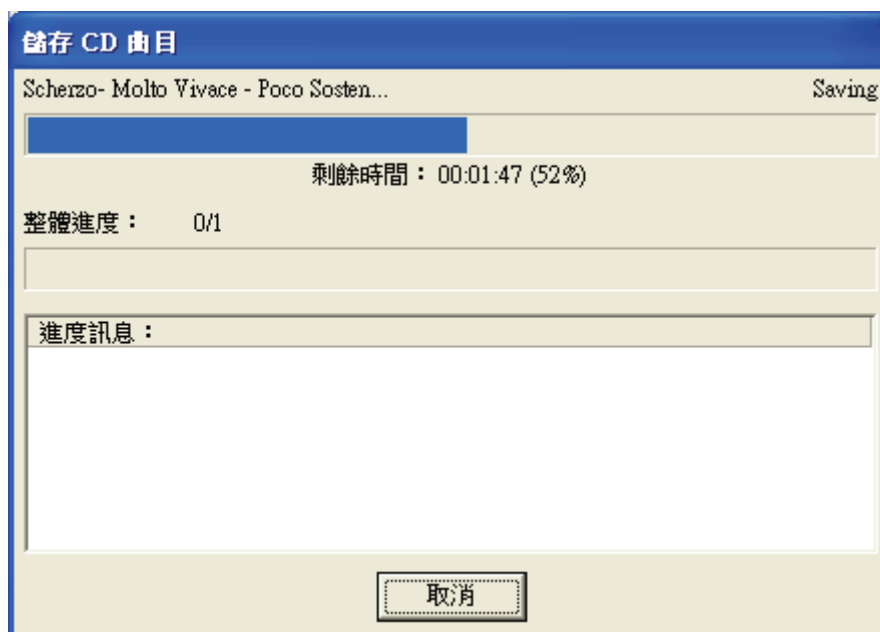 儲存 CD 曲目
Scherzo- Molto Vivace - Poco Sosten... Saving
剩餘時間： 00:01:47 (52%)
整體進度： 0/1
進度訊息：
取消